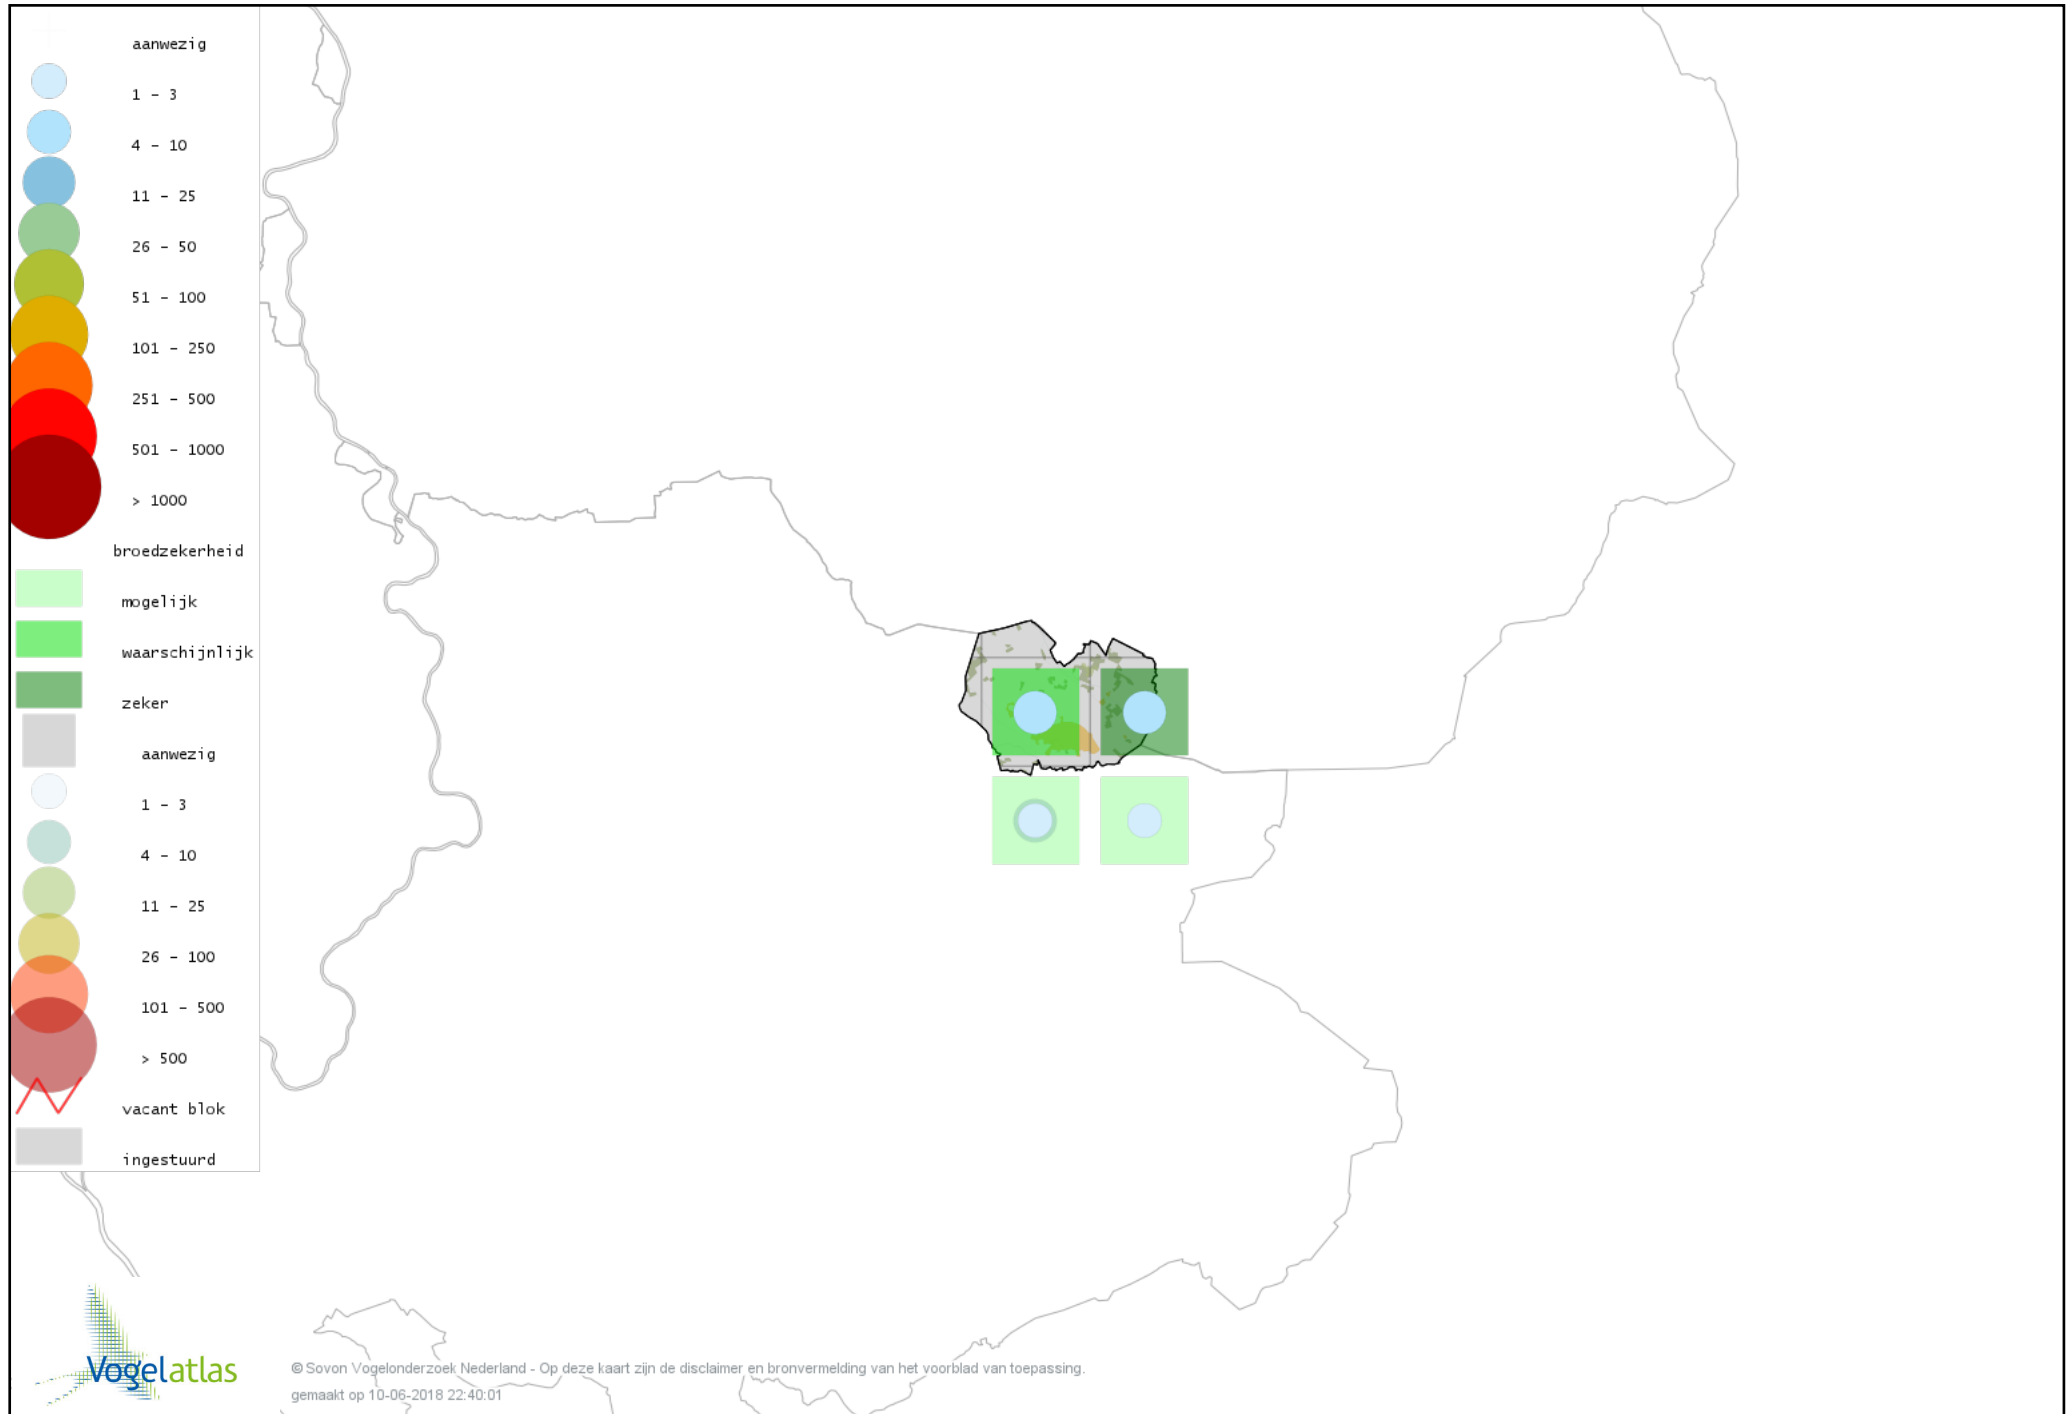 aanwezig
1 - 3
4 - 10
11 - 25
26 - 50
51 - 100
101 - 250
251 - 500
501 - 1000
> 1000
broedzekerheid
mogelijk
waarschijnlijk
zeker
aanwezig
1 - 3
4 - 10
11 - 25
26 - 100
101 - 500
> 500
vacant blok
ingestuurd
Vogelatlas
© Sovon Vogelonderzoek Nederland - Op deze kaart zijn de disclaimer en bronvermelding van het voorblad van toepassing.
gemaakt op 10-06-2018 22:40:01